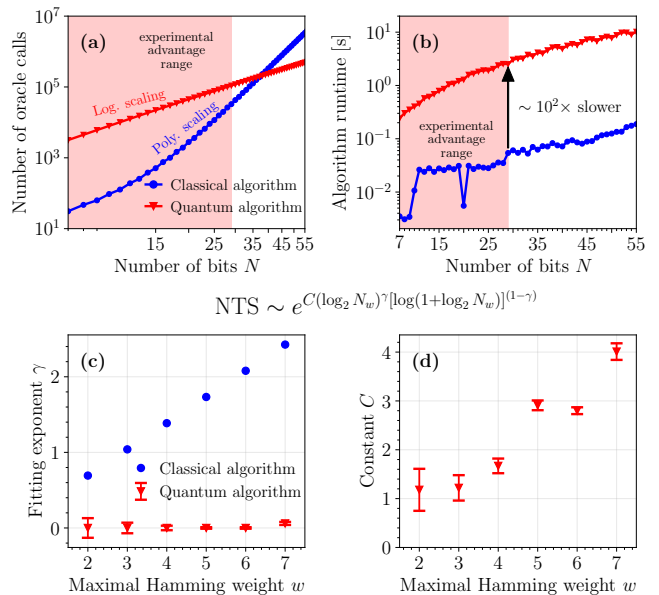 (a)
experimental
advantage
range
Log. scaling
Poly. scaling
Classical algorithm
Quantum algorithm
Number of oracle calls
10^7
10^5
10^3
10^1
15 25 35 45 55
Number of bits N
(b)
experimental
advantage
range
~ 10^2× slower
Algorithm runtime [s]
10^1
10^0
10^{-1}
10^{-2}
7 15 25 35 45 55
Number of bits N
NTS ~ e^{C(log_2 N_w)^γ[log(1+log_2 N_w)]^{(1−γ)}}
(c)
Classical algorithm
Quantum algorithm
Fitting exponent γ
2
1
0
2 3 4 5 6 7
Maximal Hamming weight w
(d)
Constant C
4
3
2
1
0
2 3 4 5 6 7
Maximal Hamming weight w